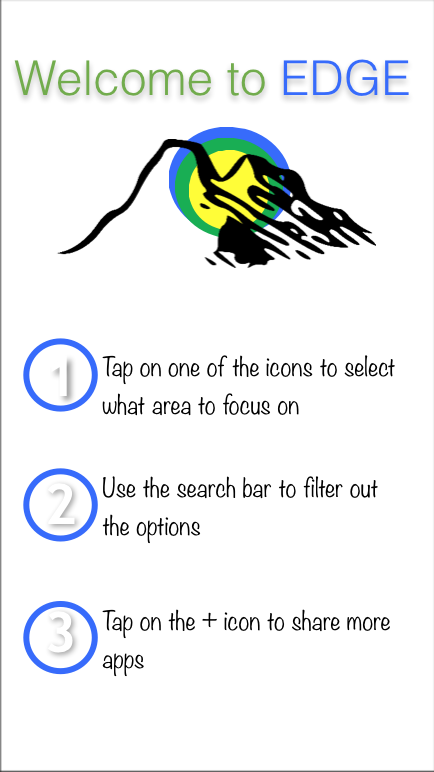 Welcome to EDGE
1
Tap on one of the icons to select
what area to focus on
2
Use the search bar to filter out
the options
3
Tap on the + icon to share more
apps